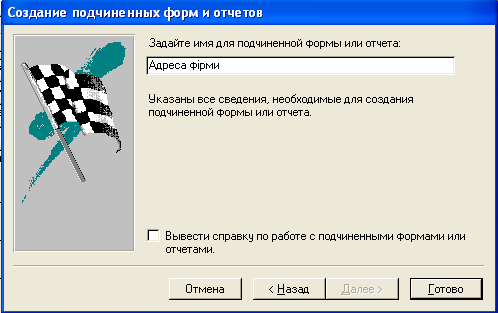 Создание подчиненных форм и отчетов
Задайте имя для подчиненной формы или отчета:
Адреса фірми
Указаны все сведения, необходимые для создания
подчиненной формы или отчета.
Вывести справку по работе с подчиненными формами или
отчетами.
Отмена
< Назад
Далее >
Готово